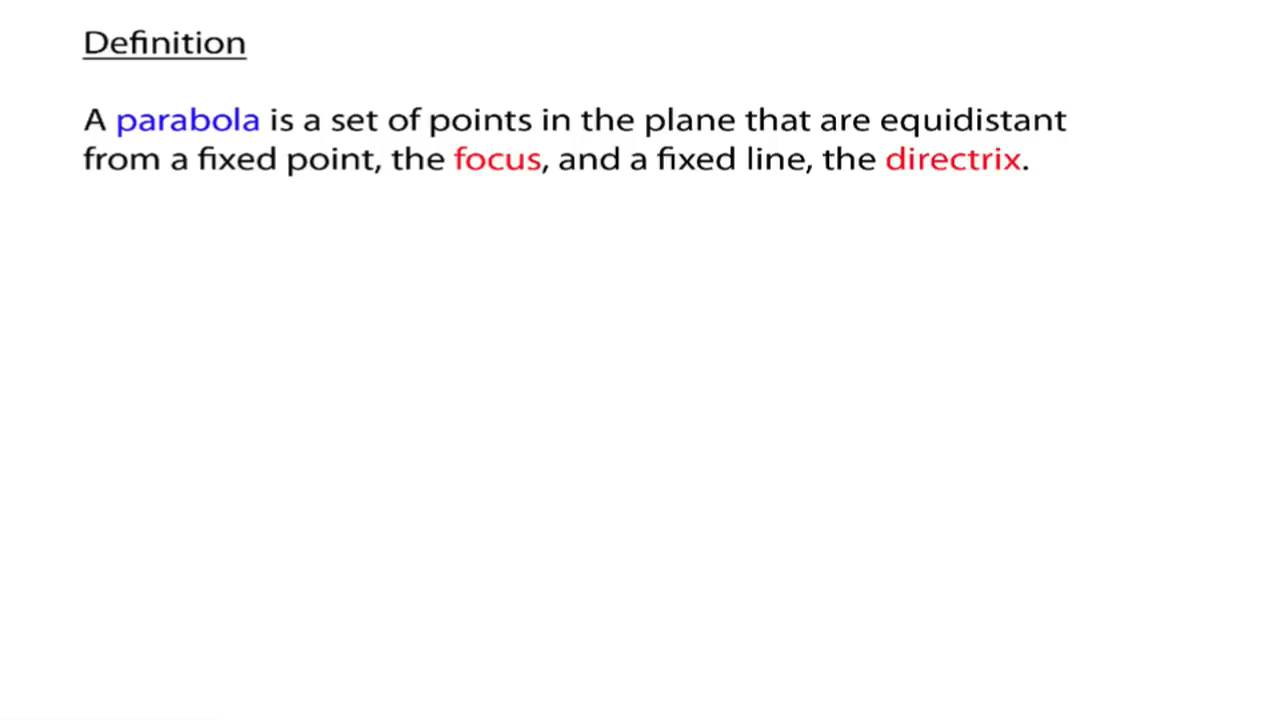 Definition
A parabola is a set of points in the plane that are equidistant
from a fixed point, the focus, and a fixed line, the directrix.